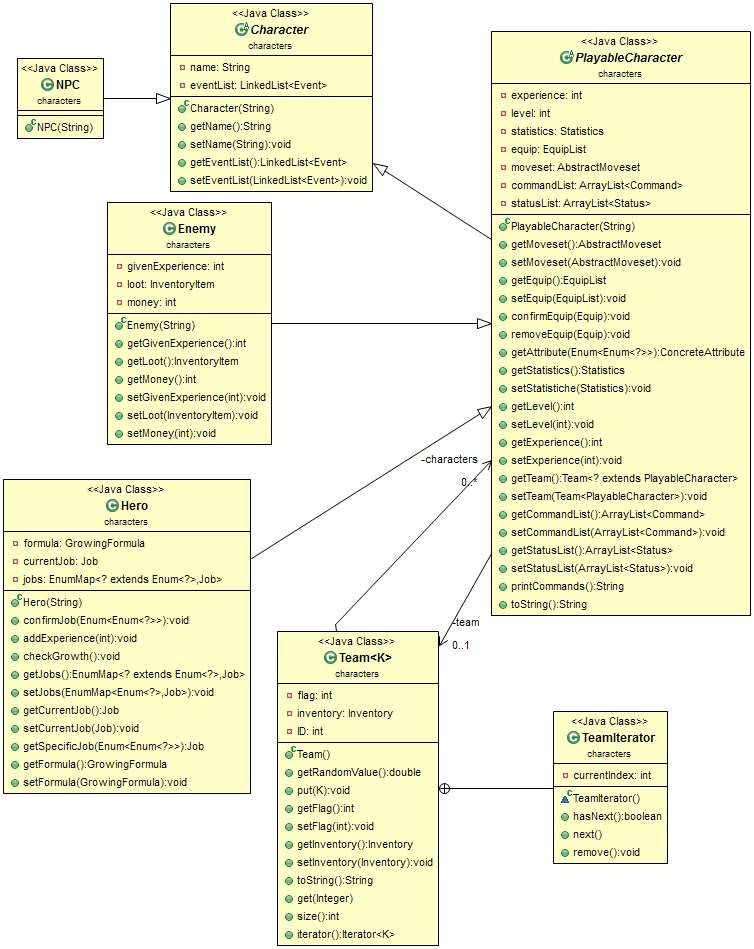 <<Java Class>>
Character
characters
name: String
eventList: LinkedList<Event>
Character(String)
getName():String
setName(String):void
getEventList():LinkedList<Event>
setEventList(LinkedList<Event>):void
<<Java Class>>
NPC
characters
NPC(String)
<<Java Class>>
PlayableCharacter
characters
experience: int
level: int
statistics: Statistics
equip: EquipList
moveset: AbstractMoveset
commandList: ArrayList<Command>
statusList: ArrayList<Status>
PlayableCharacter(String)
getMoveset():AbstractMoveset
setMoveset(AbstractMoveset):void
getEquip():EquipList
setEquip(EquipList):void
confirmEquip(Equip):void
removeEquip(Equip):void
getAttribute(Enum<Enum<?>>):ConcreteAttribute
getStatistics():Statistics
setStatistiche(Statistics):void
getLevel():int
setLevel(int):void
getExperience():int
setExperience(int):void
getTeam():Team<? extends PlayableCharacter>
setTeam(Team<PlayableCharacter>):void
getCommandList():ArrayList<Command>
setCommandList(ArrayList<Command>):void
getStatusList():ArrayList<Status>
setStatusList(ArrayList<Status>):void
printCommands():String
toString():String
<<Java Class>>
Enemy
characters
givenExperience: int
loot: InventoryItem
money: int
Enemy(String)
getGivenExperience():int
getLoot():InventoryItem
getMoney():int
setGivenExperience(int):void
setLoot(InventoryItem):void
setMoney(int):void
-characters
0..*
-team
0..1
<<Java Class>>
Hero
characters
formula: GrowingFormula
currentJob: Job
jobs: EnumMap<? extends Enum<?>,Job>
Hero(String)
confirmJob(Enum<Enum<?>>):void
addExperience(int):void
checkGrowth():void
getJobs():EnumMap<? extends Enum<?>,Job>
setJobs(EnumMap<Enum<?>,Job>):void
getCurrentJob():Job
setCurrentJob(Job):void
getSpecificJob(Enum<Enum<?>>):Job
getFormula():GrowingFormula
setFormula(GrowingFormula):void
<<Java Class>>
Team<K>
characters
flag: int
inventory: Inventory
ID: int
Team()
getRandomValue():double
put(K):void
getFlag():int
setFlag(int):void
getInventory():Inventory
setInventory(Inventory):void
toString():String
get(Integer)
size():int
iterator():Iterator<K>
<<Java Class>>
TeamIterator
characters
currentIndex: int
TeamIterator()
hasNext():boolean
next()
remove():void